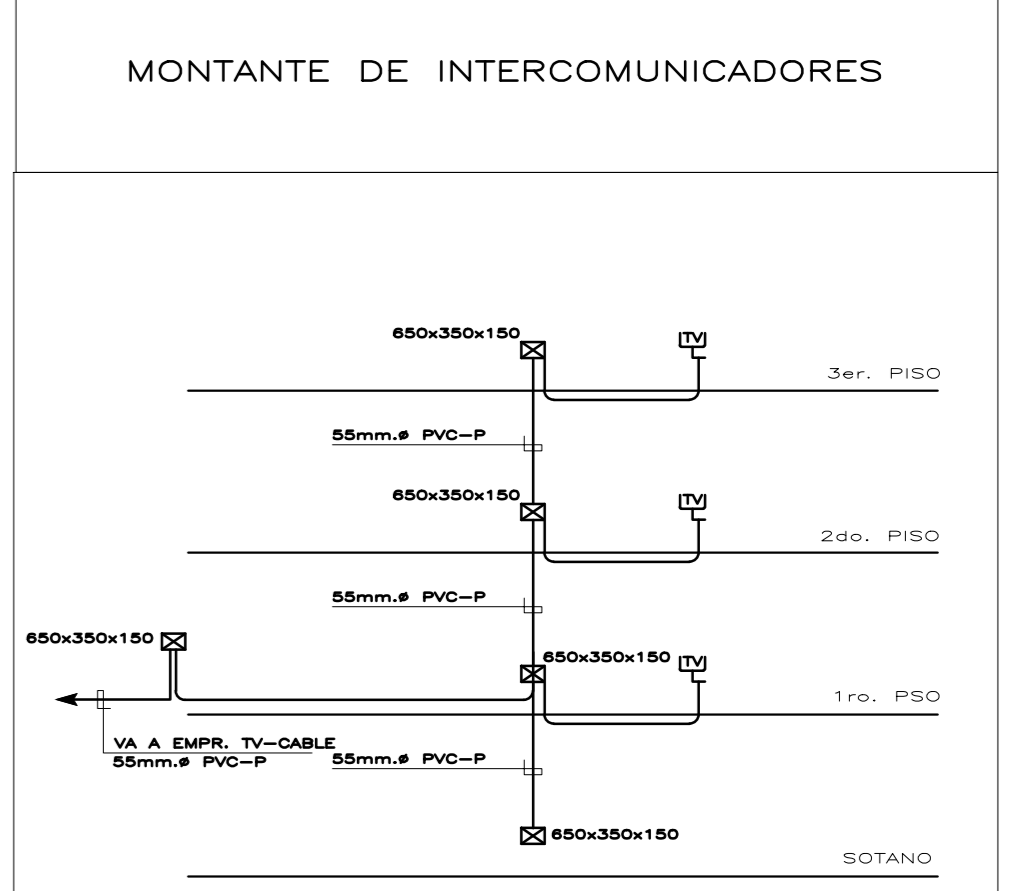 MONTANTE DE INTERCOMUNICADORES
650x350x150
TV
3er. PISO
55mm.ø PVC-P
650x350x150
TV
2do. PISO
55mm.ø PVC-P
650x350x150
650x350x150
TV
1ro. PSO
VA A EMPR. TV-CABLE
55mm.ø PVC-P
55mm.ø PVC-P
650x350x150
SOTANO